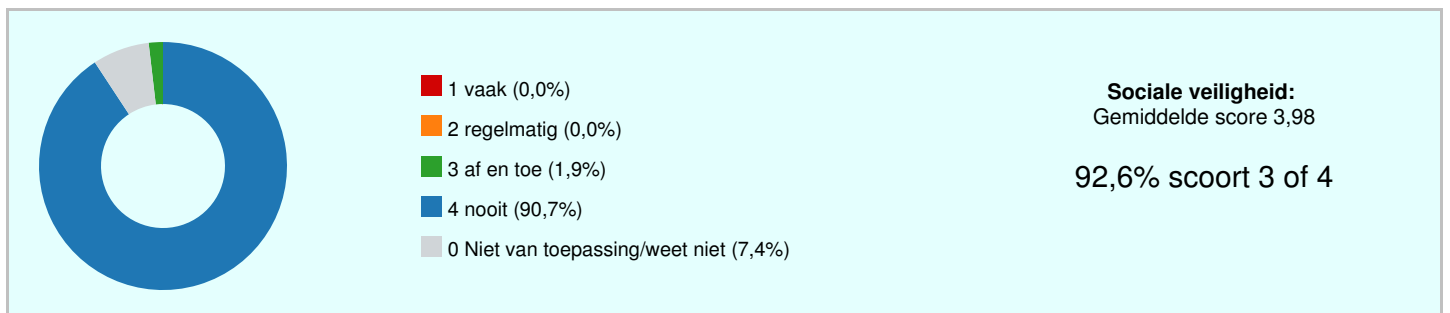 1 vaak (0,0%)
2 regelmatig (0,0%)
3 af en toe (1,9%)
4 nooit (90,7%)
0 Niet van toepassing/weet niet (7,4%)
Sociale veiligheid:
Gemiddelde score 3,98
92,6% scoort 3 of 4